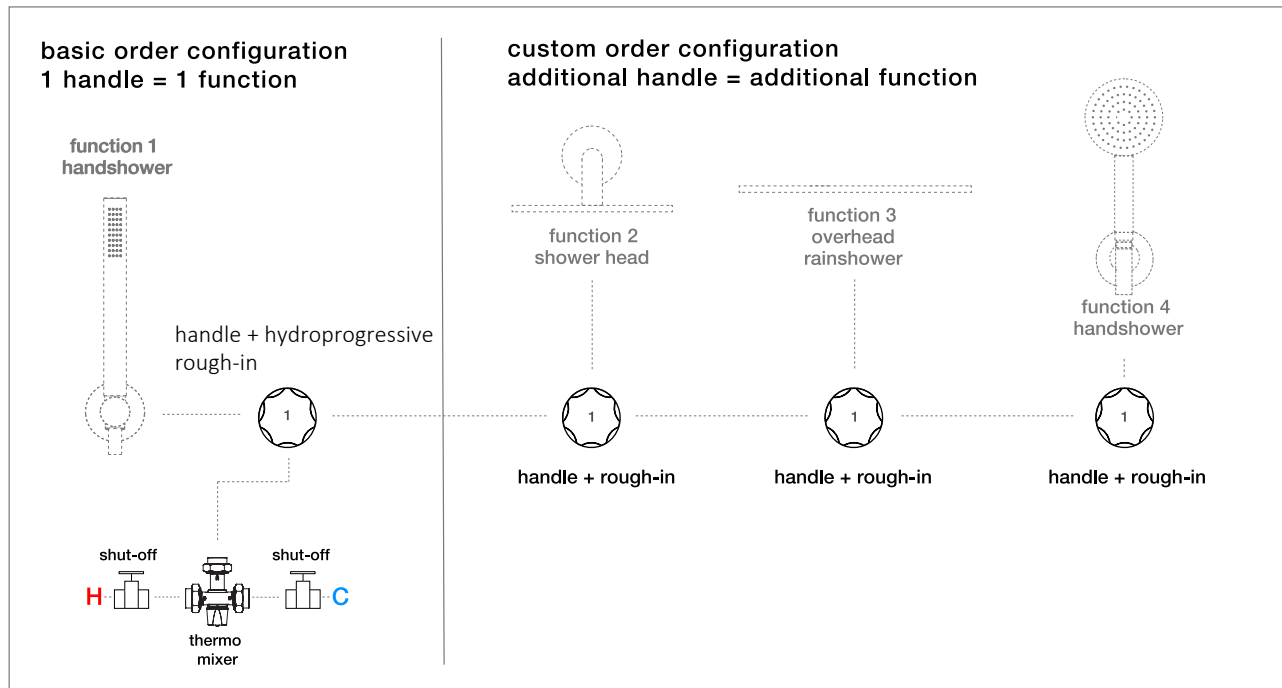 basic order configuration
1 handle = 1 function
function 1
handshower
handle + hydroprogressive
rough-in
1
shut-off
shut-off
H
C
thermo
mixer
custom order configuration
additional handle = additional function
function 2
shower head
function 3
overhead
rainshower
function 4
handshower
1
1
1
handle + rough-in
handle + rough-in
handle + rough-in